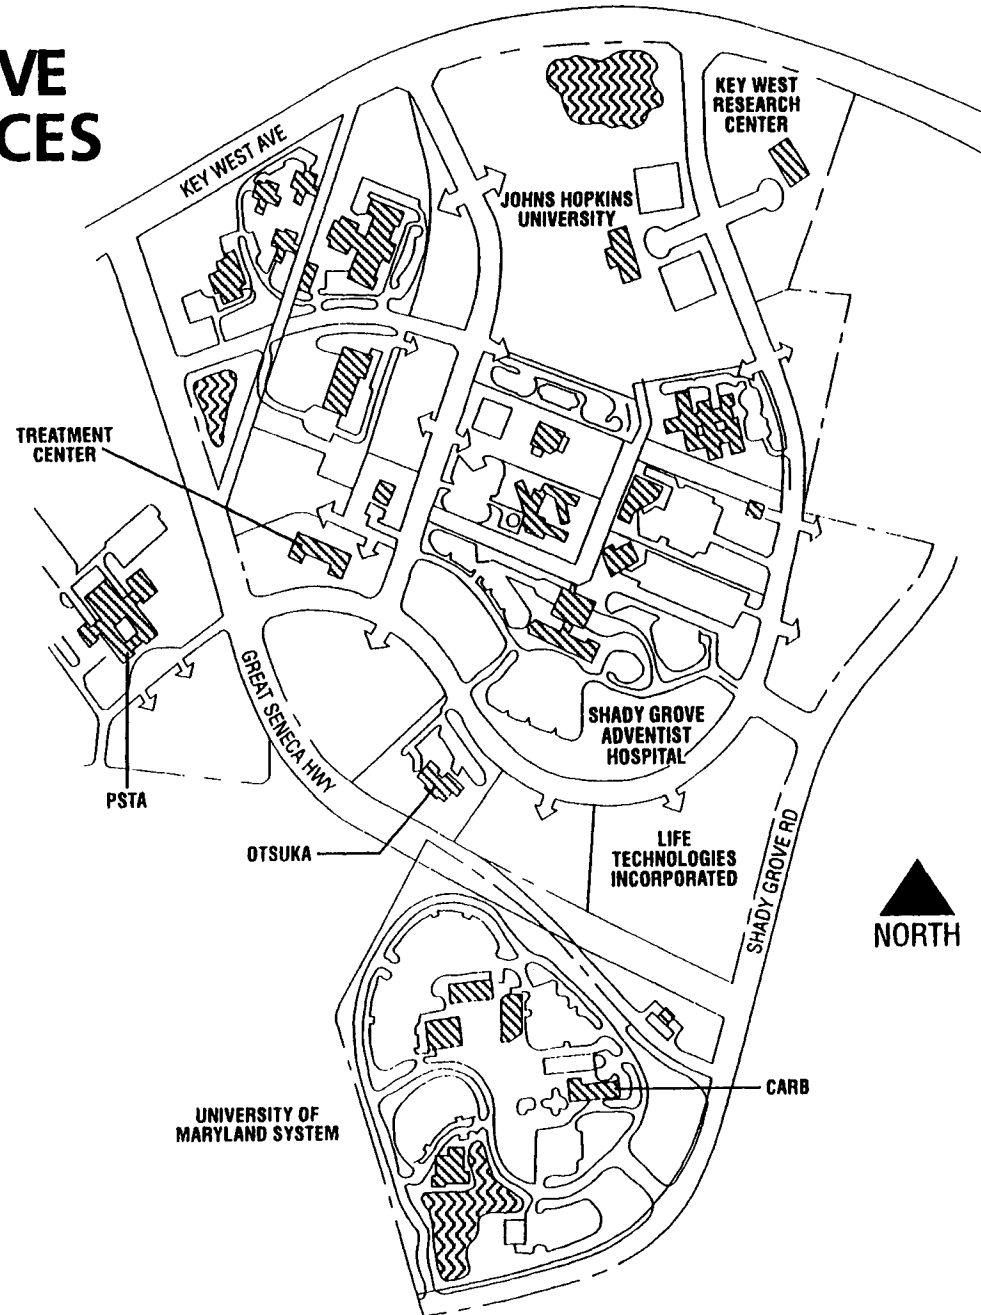 VE
CES
KEY WEST AVE
KEY WEST
RESEARCH
CENTER
JOHNS HOPKINS
UNIVERSITY
TREATMENT
CENTER
GREAT SENECA HWY
SHADY GROVE
ADVENTIST
HOSPITAL
PSTA
OTSUKA
LIFE
TECHNOLOGIES
INCORPORATED
SHADY GROVE RD
NORTH
CARB
UNIVERSITY OF
MARYLAND SYSTEM